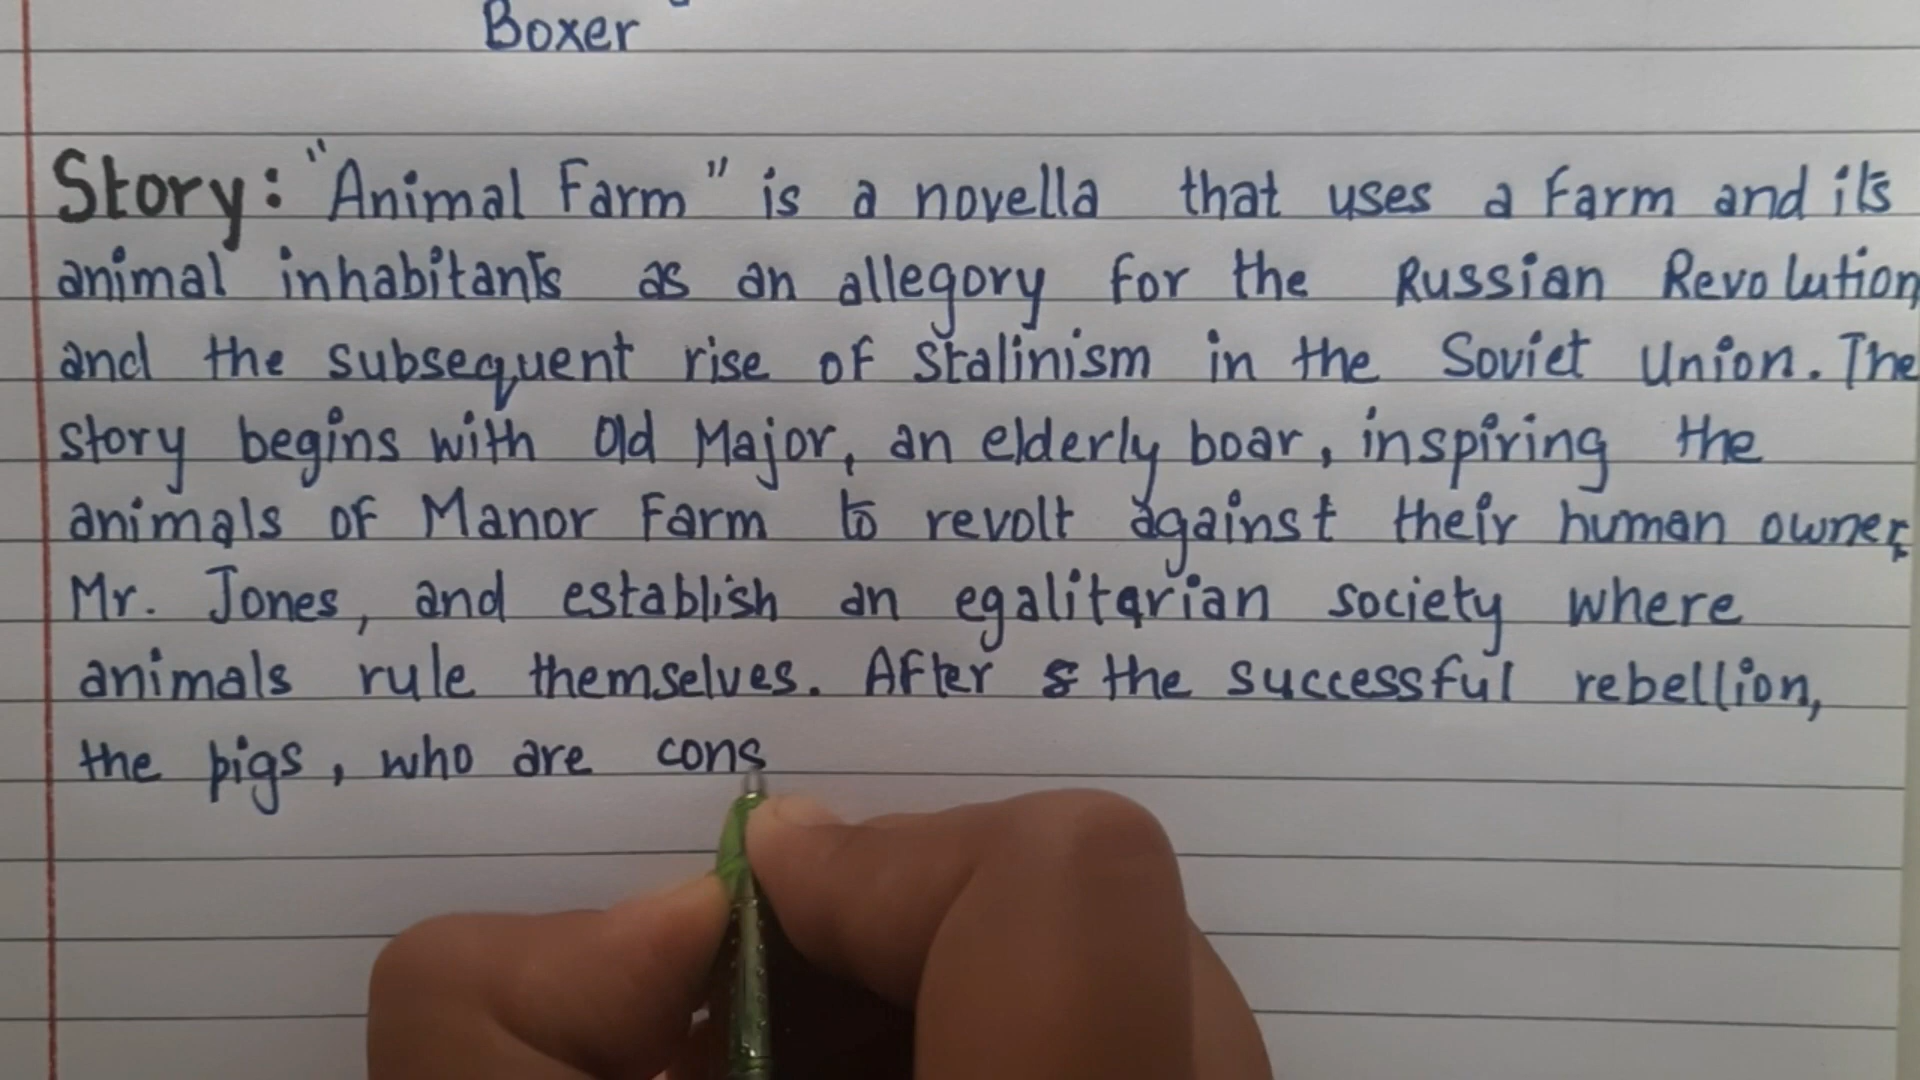 Boxer
Story: "Animal Farm" is a novella that uses a Farm and its
animal inhabitants as an allegory for the Russian Revolution
and the subsequent rise of Stalinism in the Soviet Union. The
story begins with Old Major, an elderly boar, inspiring the
animals of Manor Farm to revolt against their human owner,
Mr. Jones, and establish an egalitarian society where
animals rule themselves. After the successful rebellion,
the pigs, who are cons